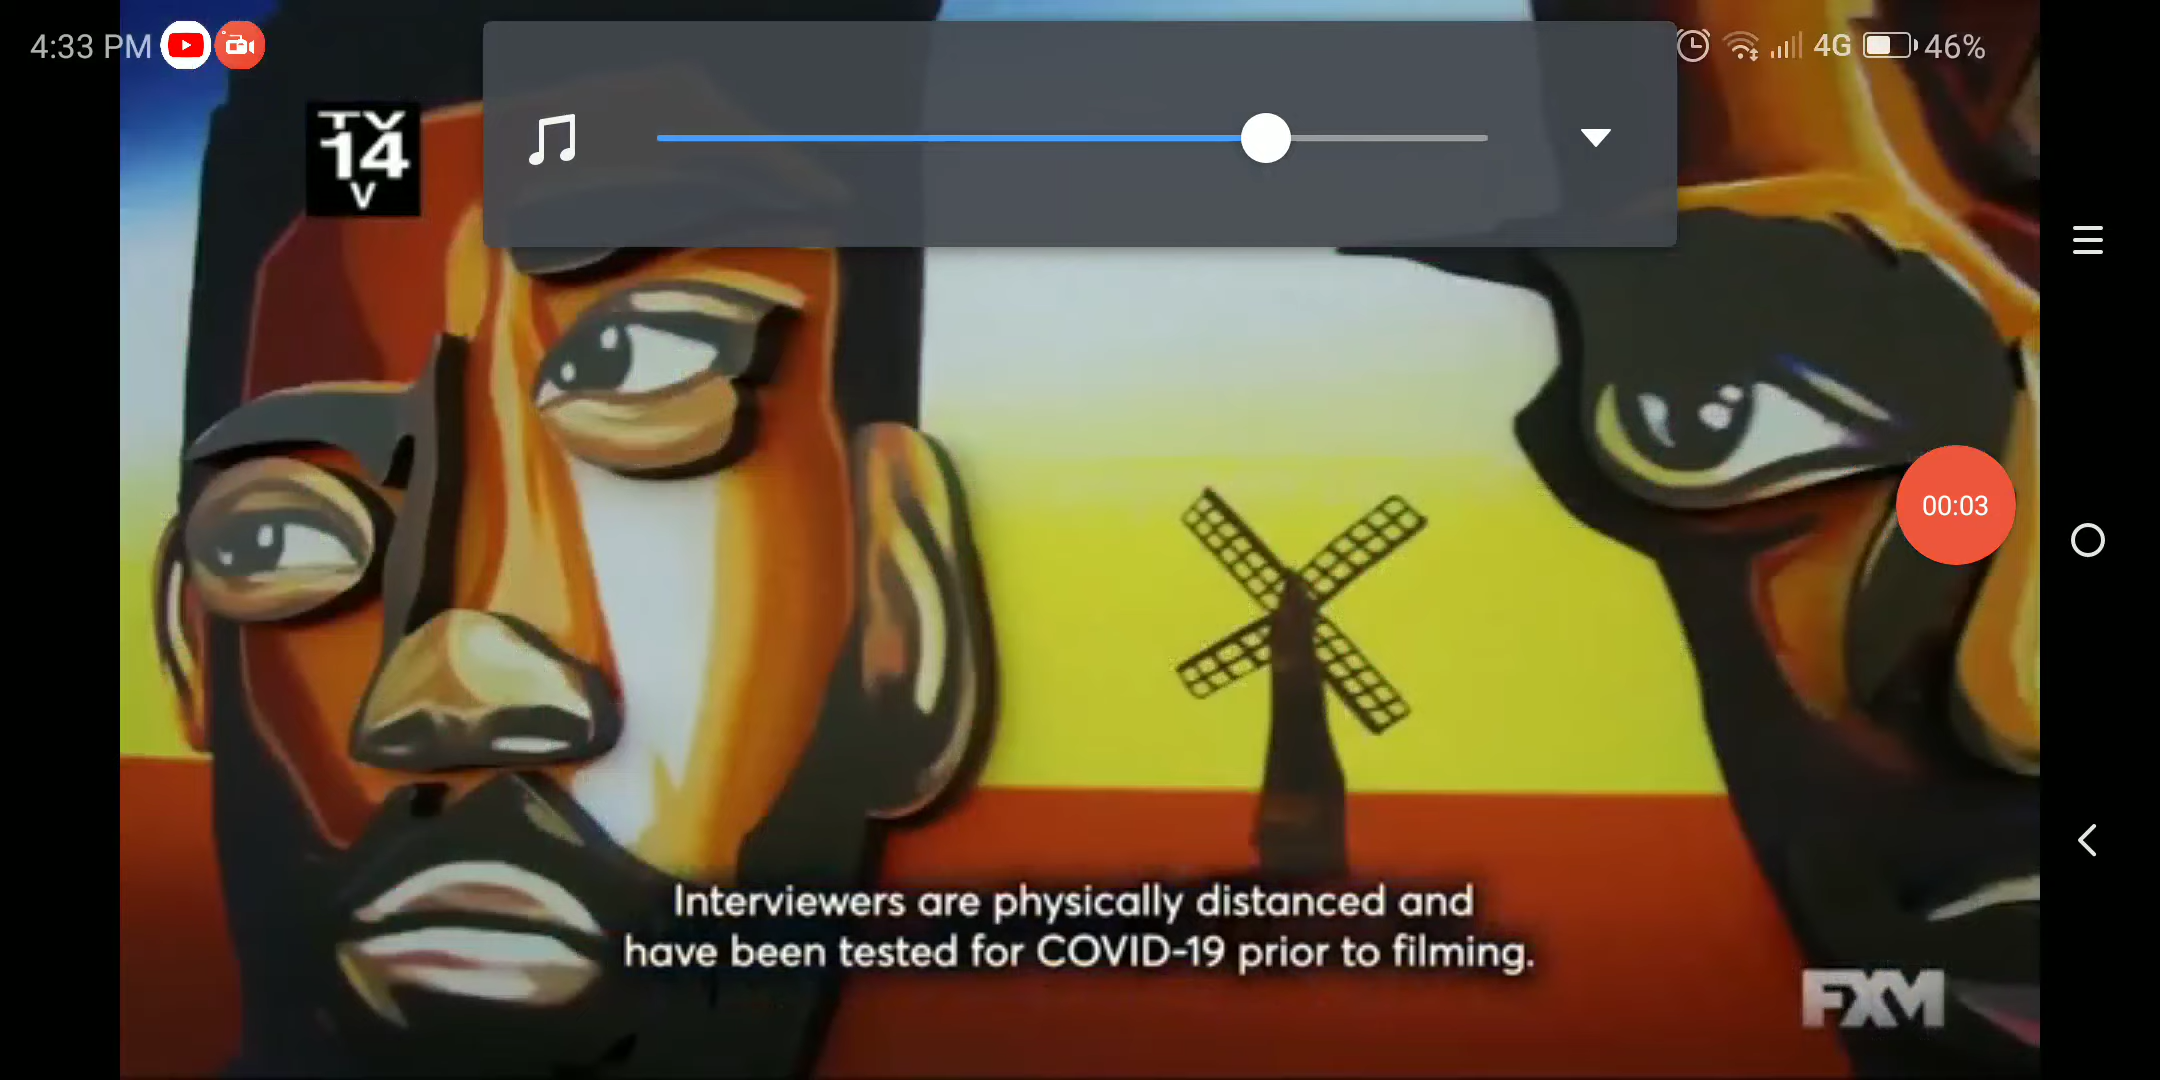 4:33 PM
4G
46%
TV
14
V
00:03
Interviewers are physically distanced and
have been tested for COVID-19 prior to filming.
FXM